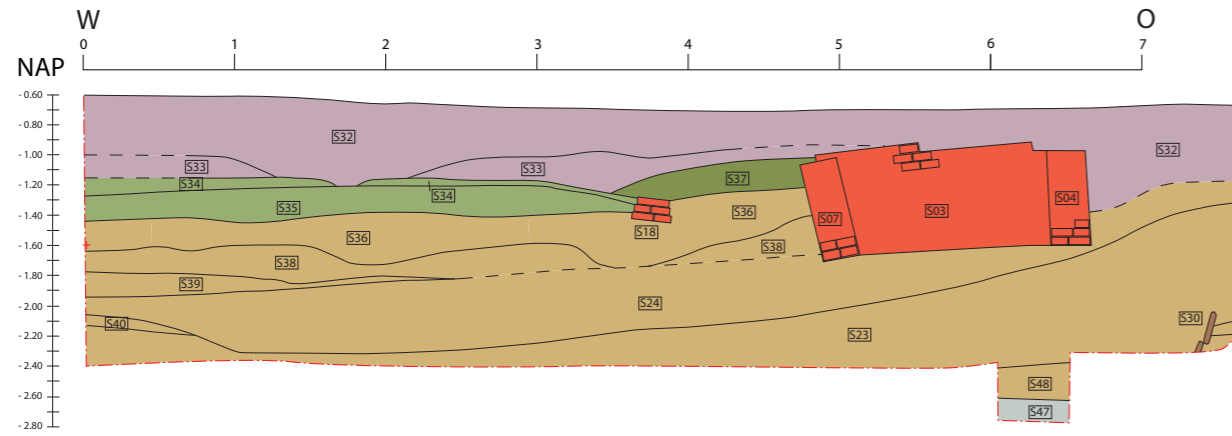 W O
0 1 2 3 4 5 6 7
NAP
- 0.60
- 0.80
S32
- 1.00
S33 S33 S32
S34 S37
- 1.20
S34 S04
S35 S36 S07 S03
- 1.40
S36 S18
- 1.60
S38 S38
- 1.80
S39
- 2.00
S24
S40 S30
- 2.20
S23
- 2.40
S48
- 2.60
S47
- 2.80